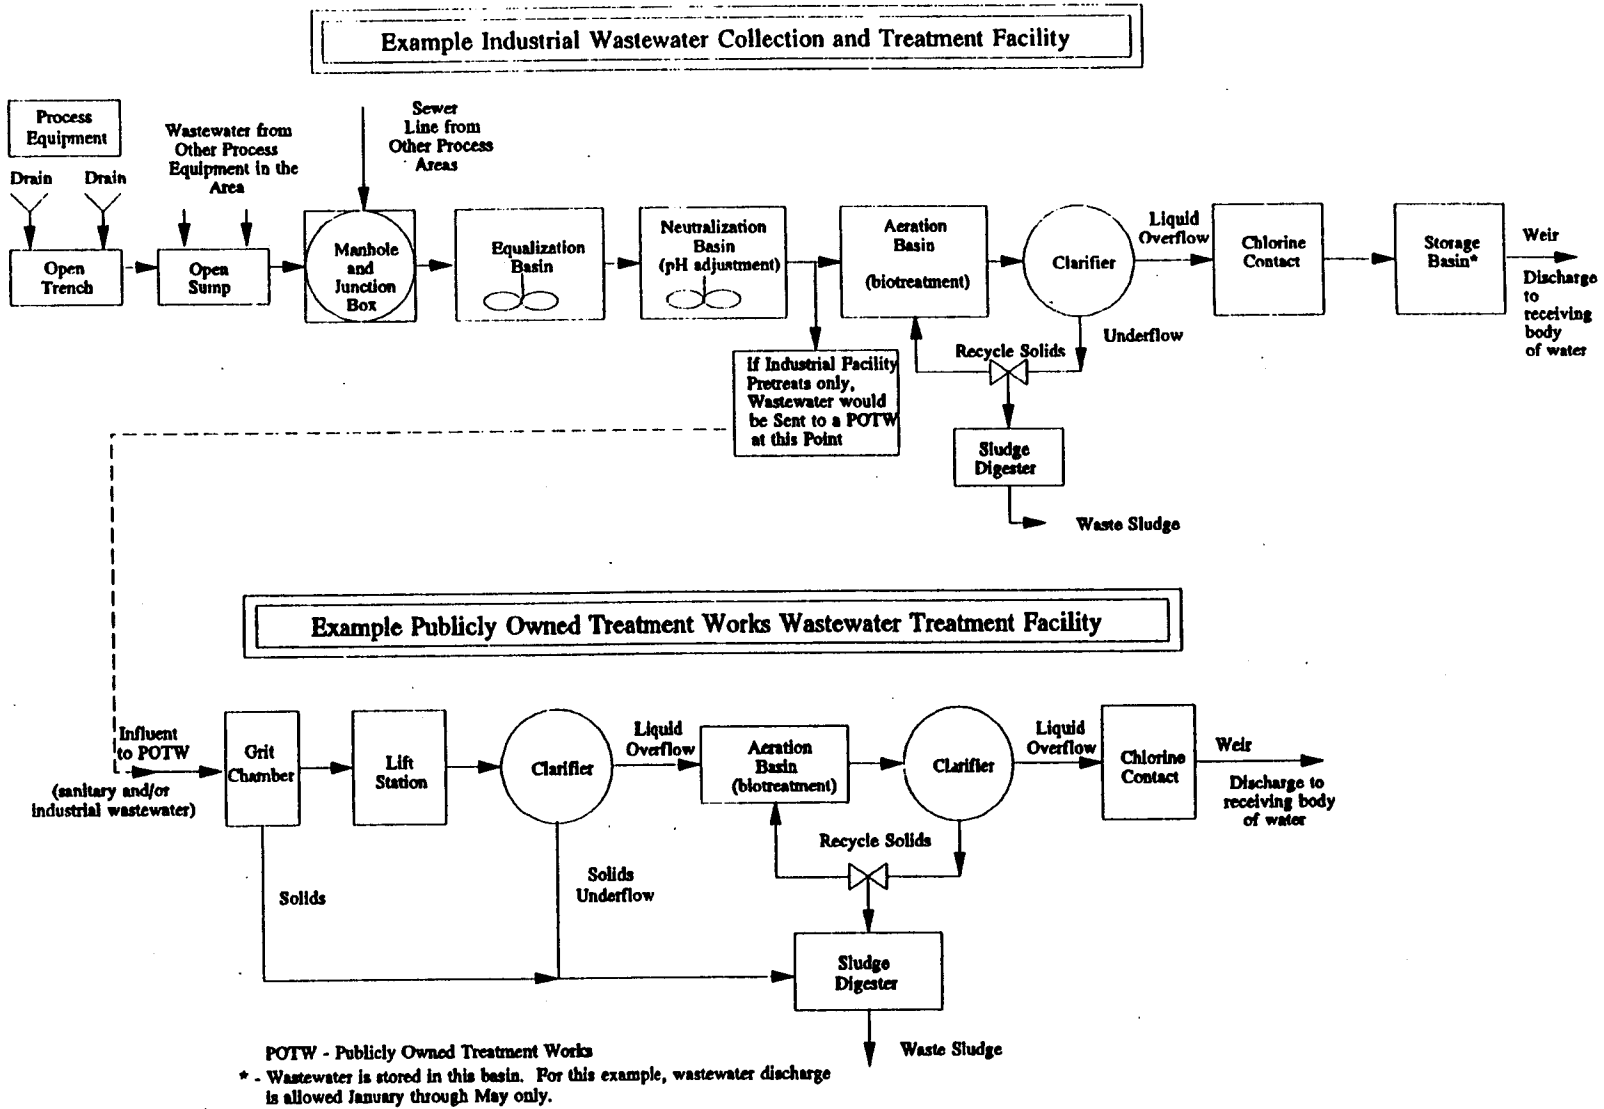 Example Industrial Wastewater Collection and Treatment Facility
Process
Equipment
Drain
Drain
Open
Trench
Wastewater from
Other Process
Equipment in the
Area
Open
Sump
Sewer
Line from
Other Process
Areas
Manhole
and
Junction
Box
Equalization
Basin
Neutralization
Basin
(pH adjustment)
If Industrial Facility
Pretreats only,
Wastewater would
be Sent to a POTW
at this Point
Aeration
Basin
(biotreatment)
Clarifier
Liquid
Overflow
Underflow
Recycle Solids
Sludge
Digester
Waste Sludge
Chlorine
Contact
Storage
Basin*
Weir
Discharge
to
receiving
body
of water
Example Publicly Owned Treatment Works Wastewater Treatment Facility
Influent
to POTW
(sanitary and/or
industrial wastewater)
Grit
Chamber
Lift
Station
Clarifier
Liquid
Overflow
Aeration
Basin
(biotreatment)
Clarifier
Liquid
Overflow
Chlorine
Contact
Weir
Discharge to
receiving body
of water
Solids
Solids
Underflow
Recycle Solids
Sludge
Digester
Waste Sludge
POTW - Publicly Owned Treatment Works
* - Wastewater is stored in this basin. For this example, wastewater discharge
is allowed January through May only.